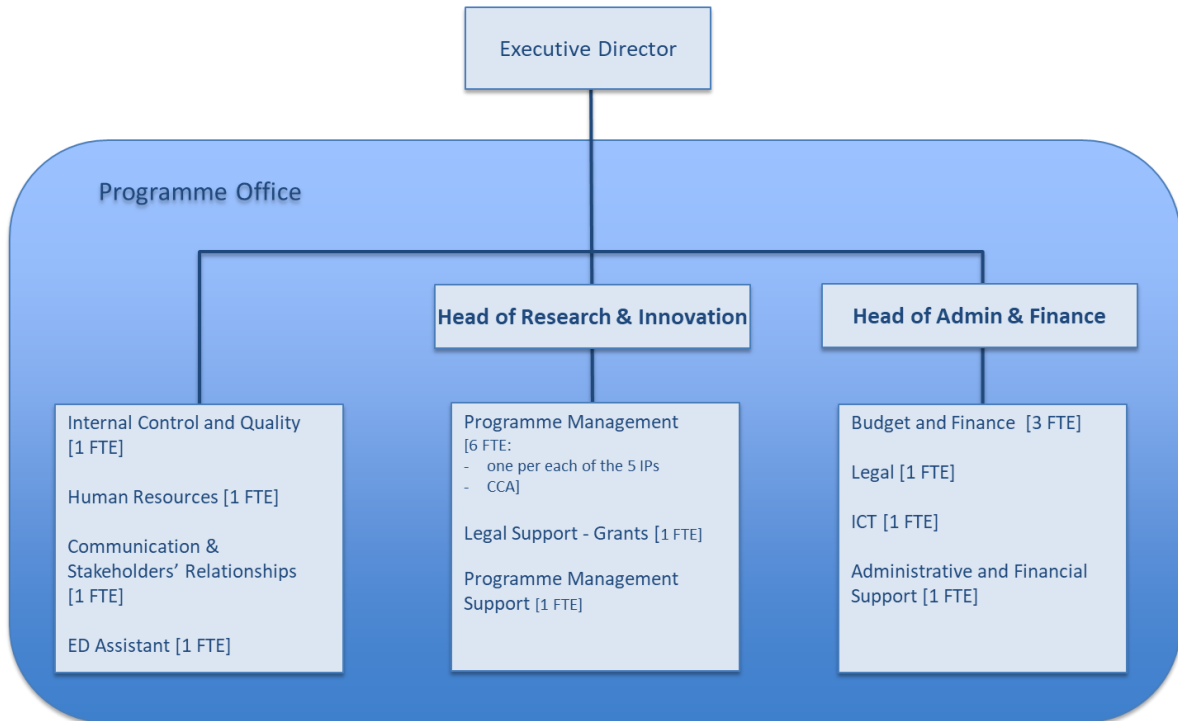 Executive Director
Programme Office
Head of Research & Innovation
Head of Admin & Finance
Internal Control and Quality
[1 FTE]
Human Resources [1 FTE]
Communication &
Stakeholders’ Relationships
[1 FTE]
ED Assistant [1 FTE]
Programme Management
[6 FTE:
- one per each of the 5 IPs
- CCA]
Legal Support - Grants [1 FTE]
Programme Management
Support [1 FTE]
Budget and Finance [3 FTE]
Legal [1 FTE]
ICT [1 FTE]
Administrative and Financial
Support [1 FTE]